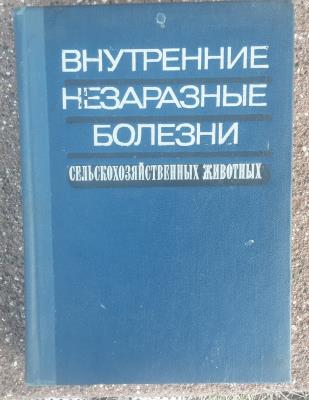 ВНУТРЕННИЕ
НЕЗАРАЗНЫЕ
БОЛЕЗНИ
СЕЛЬСКОХОЗЯЙСТВЕННЫХ ЖИВОТНЫХ